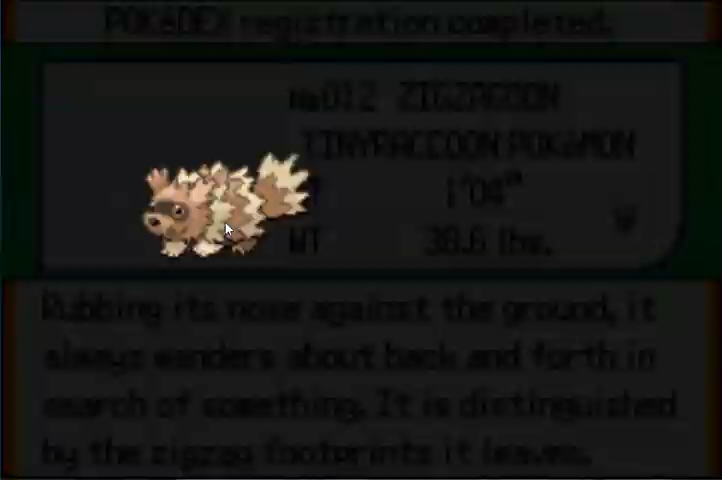 POKéDEX registration completed.
№012 ZIGZAGOON
TINYRACCOON POKéMON
HT 1'04"
WT 38.6 lbs.
Rubbing its nose against the ground, it
always wanders about back and forth in
search of something. It is distinguished
by the zigzag footprints it leaves.